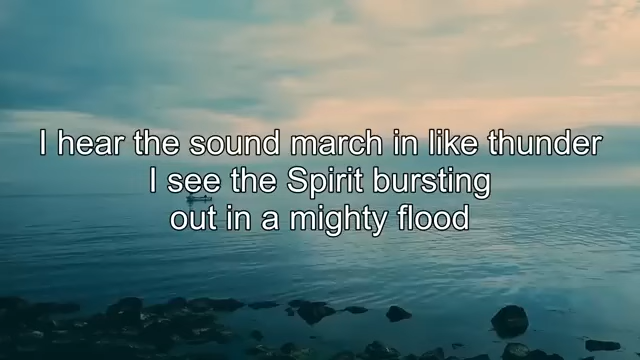 I hear the sound march in like thunder
I see the Spirit bursting
out in a mighty flood